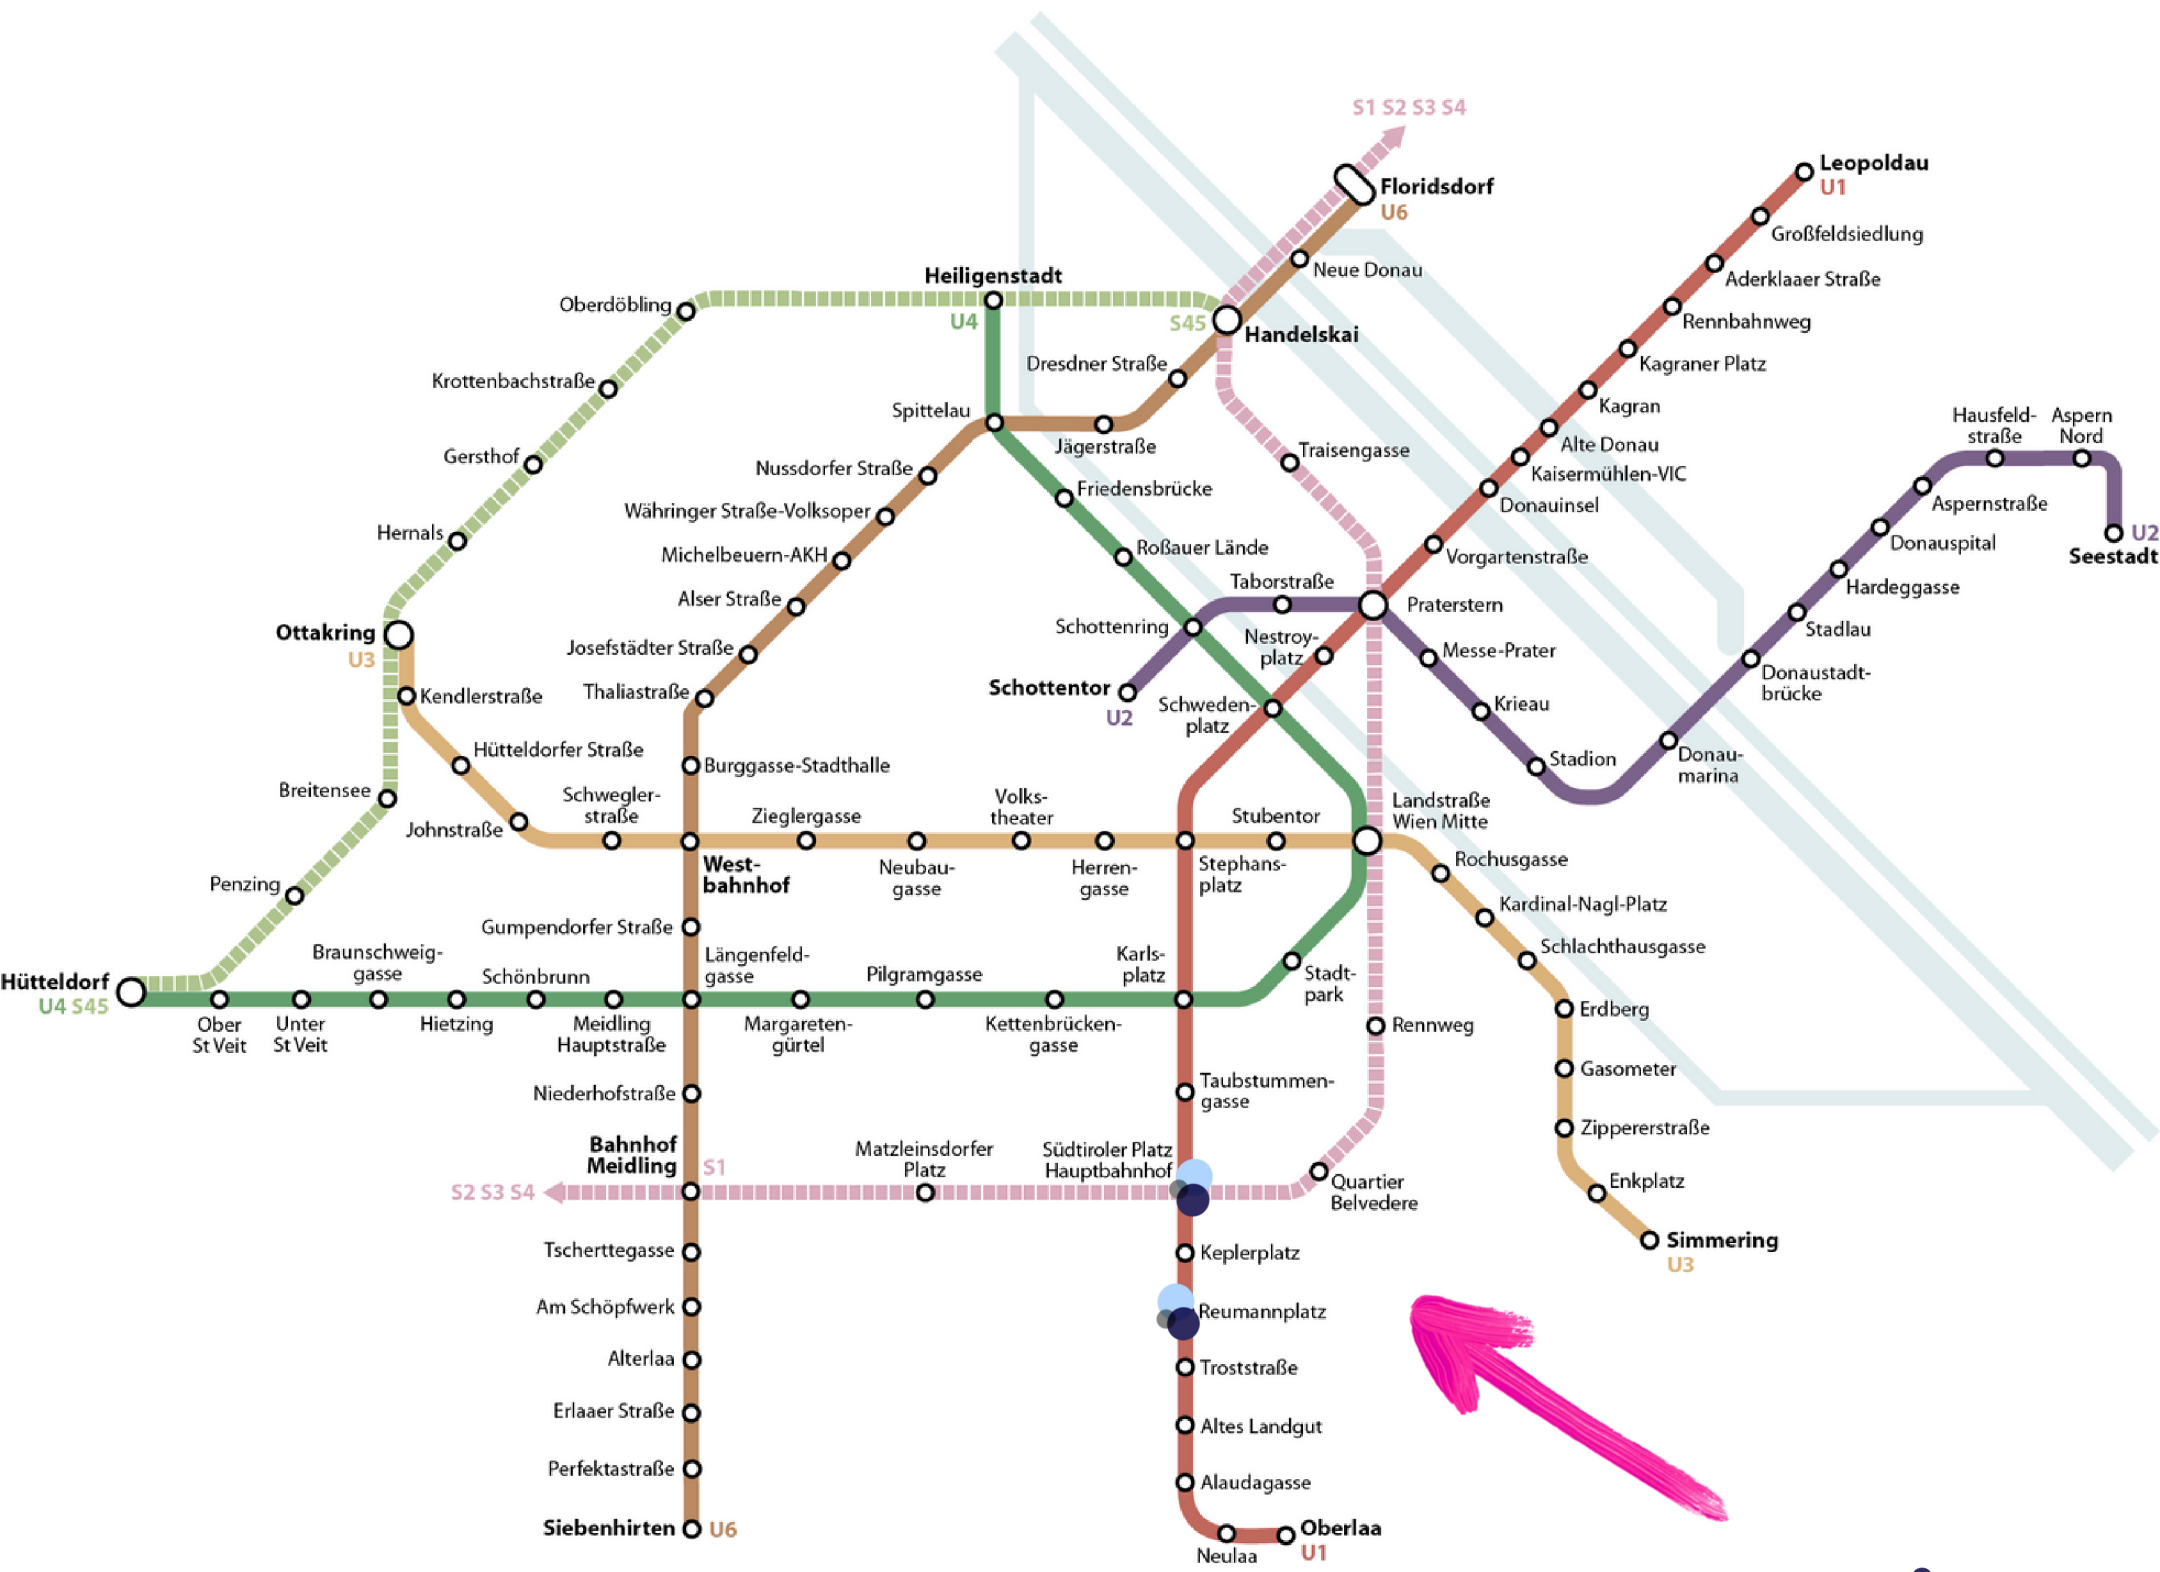 S1 S2 S3 S4
Floridsdorf
U6
Leopoldau
U1
Großfeldsiedlung
Neue Donau
Aderklaaer Straße
Heiligenstadt
U4
Oberdöbling
S45
Handelskai
Rennbahnweg
Dresdner Straße
Kagraner Platz
Krottenbachstraße
Spittelau
Jägerstraße
Kagran
Hausfeld-
straße
Aspern
Nord
Traisengasse
Alte Donau
Gersthof
Nussdorfer Straße
Kaisermühlen-VIC
Friedensbrücke
Donauinsel
Aspernstraße
Währinger Straße-Volksoper
Hernals
U2
Seestadt
Donauspital
Michelbeuern-AKH
Roßauer Lände
Vorgartenstraße
Taborstraße
Hardeggasse
Alser Straße
Praterstern
Schottenring
Stadlau
Ottakring
U3
Nestroy-
platz
Josefstädter Straße
Messe-Prater
Donaustadt-
brücke
Kendlerstraße
Thaliastraße
Schottentor
U2
Schweden-
platz
Krieau
Hütteldorfer Straße
Burggasse-Stadthalle
Stadion
Donau-
marina
Breitensee
Johnstraße
Schwegler-
straße
Zieglergasse
Volks-
theater
Stubentor
Landstraße
Wien Mitte
West-
bahnhof
Neubau-
gasse
Herren-
gasse
Stephans-
platz
Rochusgasse
Penzing
Kardinal-Nagl-Platz
Gumpendorfer Straße
Schlachthausgasse
Hütteldorf
U4 S45
Braunschweig-
gasse
Schönbrunn
Längenfeld-
gasse
Pilgramgasse
Karls-
platz
Stadt-
park
Erdberg
Ober
St Veit
Unter
St Veit
Hietzing
Meidling
Hauptstraße
Margareten-
gürtel
Kettenbrücken-
gasse
Rennweg
Gasometer
Niederhofstraße
Taubstummen-
gasse
Zippererstraße
Bahnhof
Meidling
S1
S2 S3 S4
Matzleinsdorfer
Platz
Südtiroler Platz
Hauptbahnhof
Quartier
Belvedere
Enkplatz
Simmering
U3
Tscherttegasse
Keplerplatz
Am Schöpfwerk
Reumannplatz
Alterlaa
Troststraße
Erlaaer Straße
Altes Landgut
Perfektastraße
Alaudagasse
Siebenhirten
U6
Neulaa
Oberlaa
U1